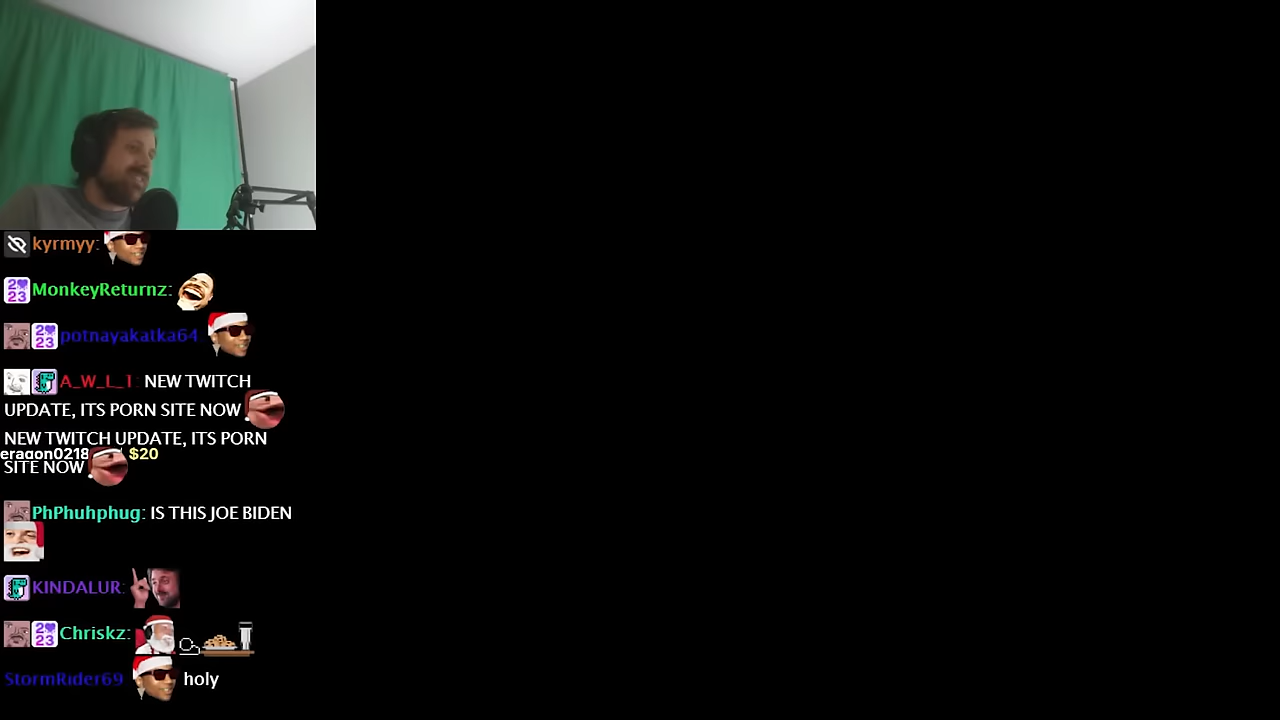 kyrmyy:
MonkeyReturnz:
potnayakatka64
A_W_L_1: NEW TWITCH
UPDATE, ITS PORN SITE NOW
NEW TWITCH UPDATE, ITS PORN
eragon0218 $20
SITE NOW
PhPhuhphug: IS THIS JOE BIDEN
KINDALUR:
Chriskz:
StormRider69 holy